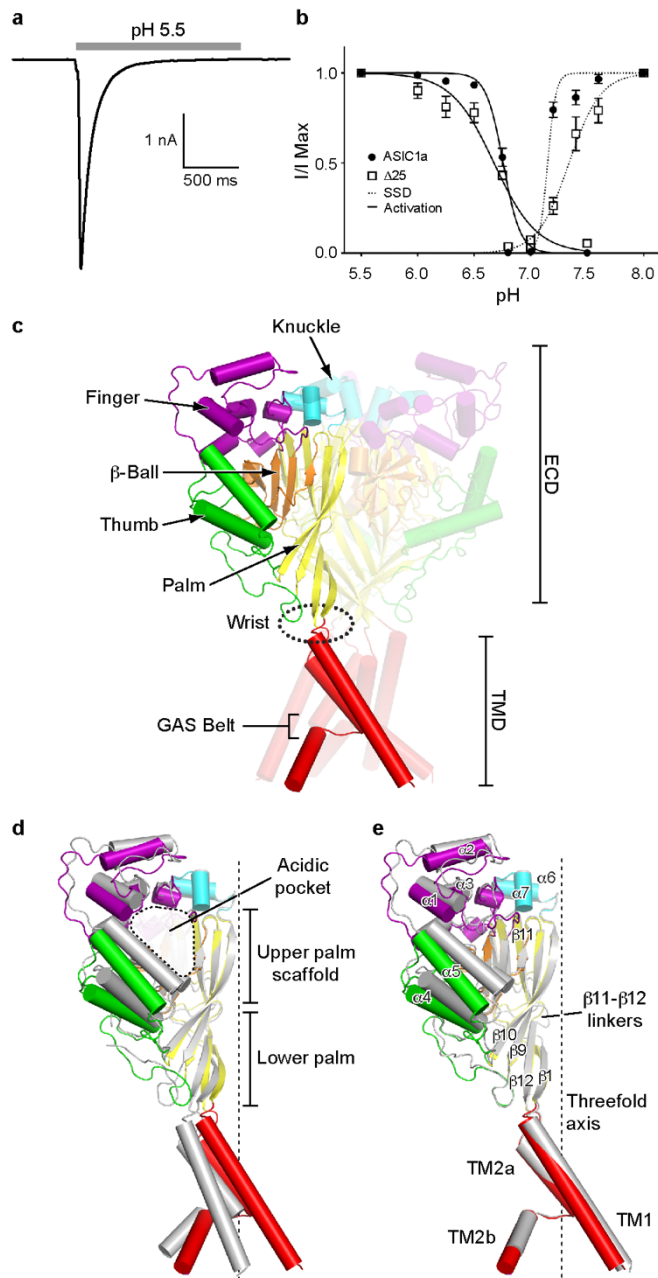 a
pH 5.5
1 nA
500 ms
b
I/I Max
1.0
0.5
0.0
ASIC1a
Δ25
SSD
Activation
5.5 6.0 6.5 7.0 7.5 8.0
pH
c
Knuckle
Finger
β-Ball
Thumb
Palm
Wrist
GAS Belt
ECD
TMD
d
Acidic
pocket
Upper palm
scaffold
Lower palm
e
α2
α3
α1
α6
α7
β11
α5
α4
β11-β12
linkers
β10
β9
β12
β1
Threefold
axis
TM2a
TM1
TM2b